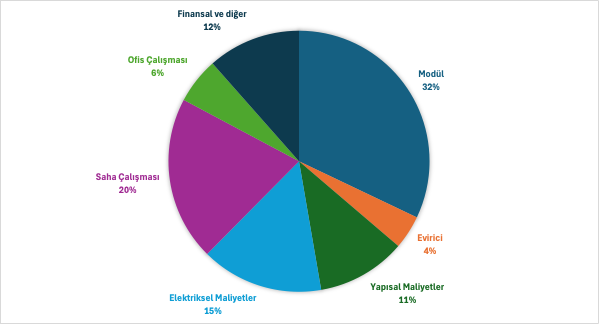 Finansal ve diğer
12%
Modül
32%
Ofis Çalışması
6%
Saha Çalışması
20%
Evirici
4%
Yapısal Maliyetler
11%
Elektriksel Maliyetler
15%